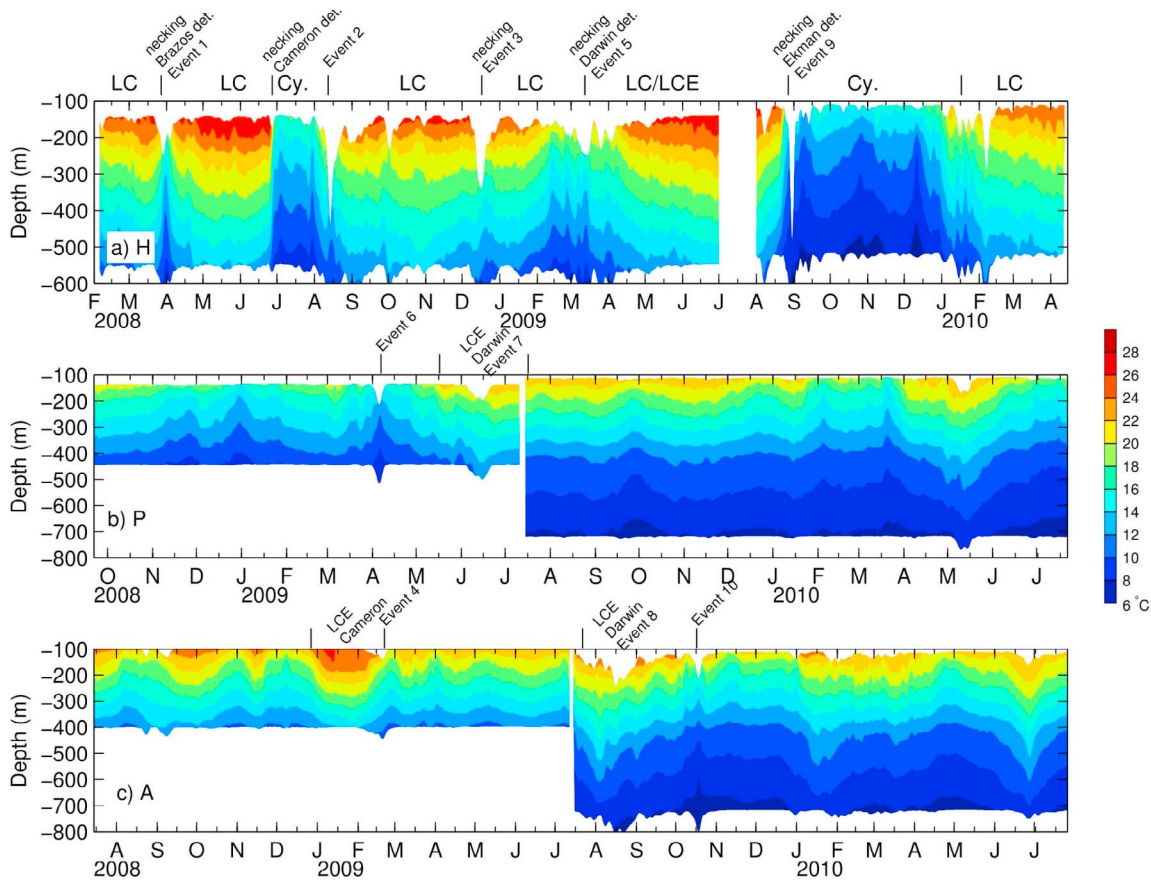 necking
Brazos det.
Event 1
necking
Cameron det.
Event 2
necking
Event 3
necking
Darwin det.
Event 5
necking
Ekman det.
Event 9
LC LC Cy. LC LC LC/LCE Cy. LC
Depth (m)
−100
−200
−300
−400
−500
−600
a) H
F M A M J J A S O N D J F M A M J J A S O N D J F M A
2008 2009 2010
Event 6
LCE
Darwin
Event 7
Depth (m)
−100
−200
−300
−400
−500
−600
−700
−800
b) P
O N D J F M A M J J A S O N D J F M A M J J
2008 2009 2010
LCE
Cameron
Event 4
LCE
Darwin
Event 8
Event 10
Depth (m)
−100
−200
−300
−400
−500
−600
−700
−800
c) A
A S O N D J F M A M J J A S O N D J F M A M J J
2008 2009 2010
28
26
24
22
20
18
16
14
12
10
8
6 °C